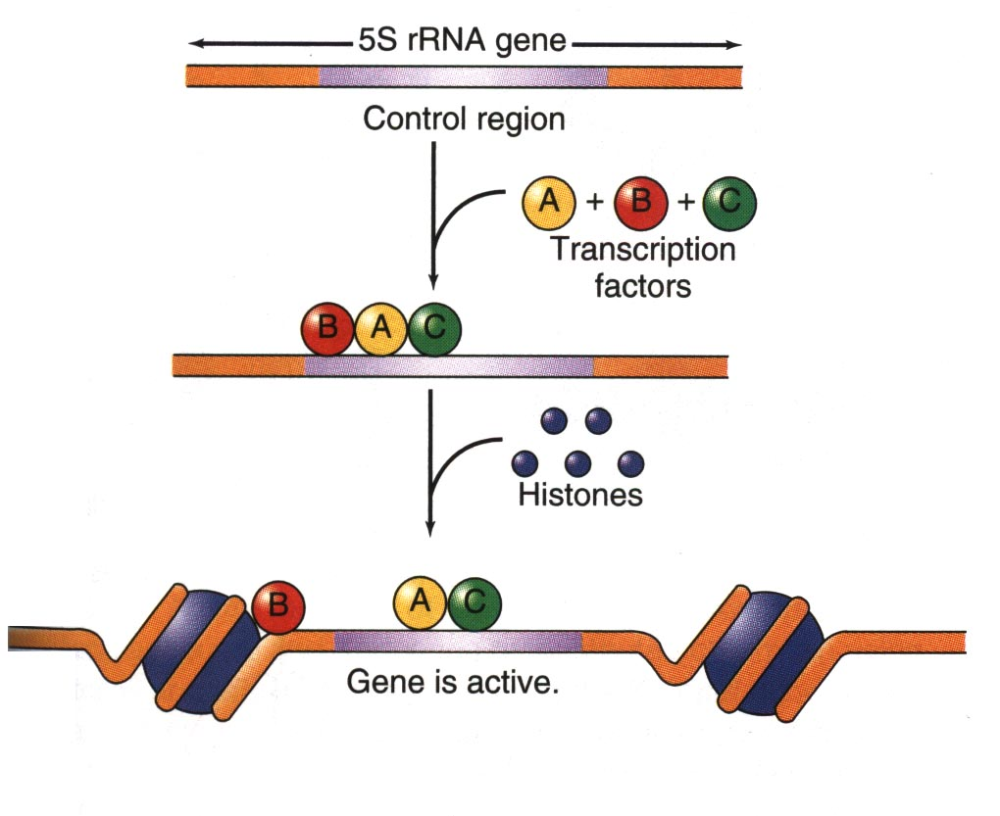 5S rRNA gene
Control region
A + B + C
Transcription
factors
B A C
Histones
B A C
Gene is active.